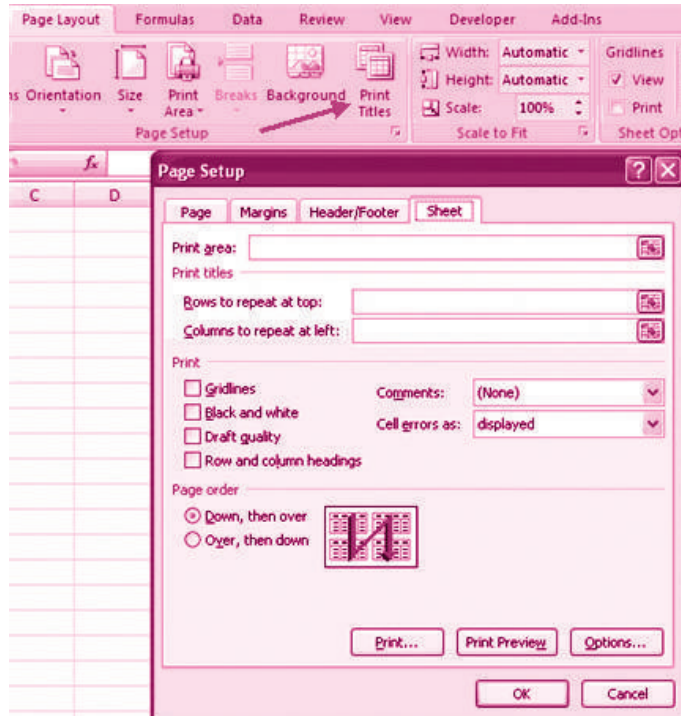 Page Layout Formulas Data Review View Developer Add-Ins
Width: Automatic Gridlines
Height: Automatic View
Orientation Size Print Breaks Background Print Scale: 100% Print
Area Titles
Page Setup Scale to Fit Sheet Opt
fx
Page Setup
C D
Page Margins Header/Footer Sheet
Print area:
Print titles
Rows to repeat at top:
Columns to repeat at left:
Print
Gridlines Comments: (None)
Black and white
Cell errors as: displayed
Draft quality
Row and column headings
Page order
Down, then over
Over, then down
Print... Print Preview Options...
OK Cancel